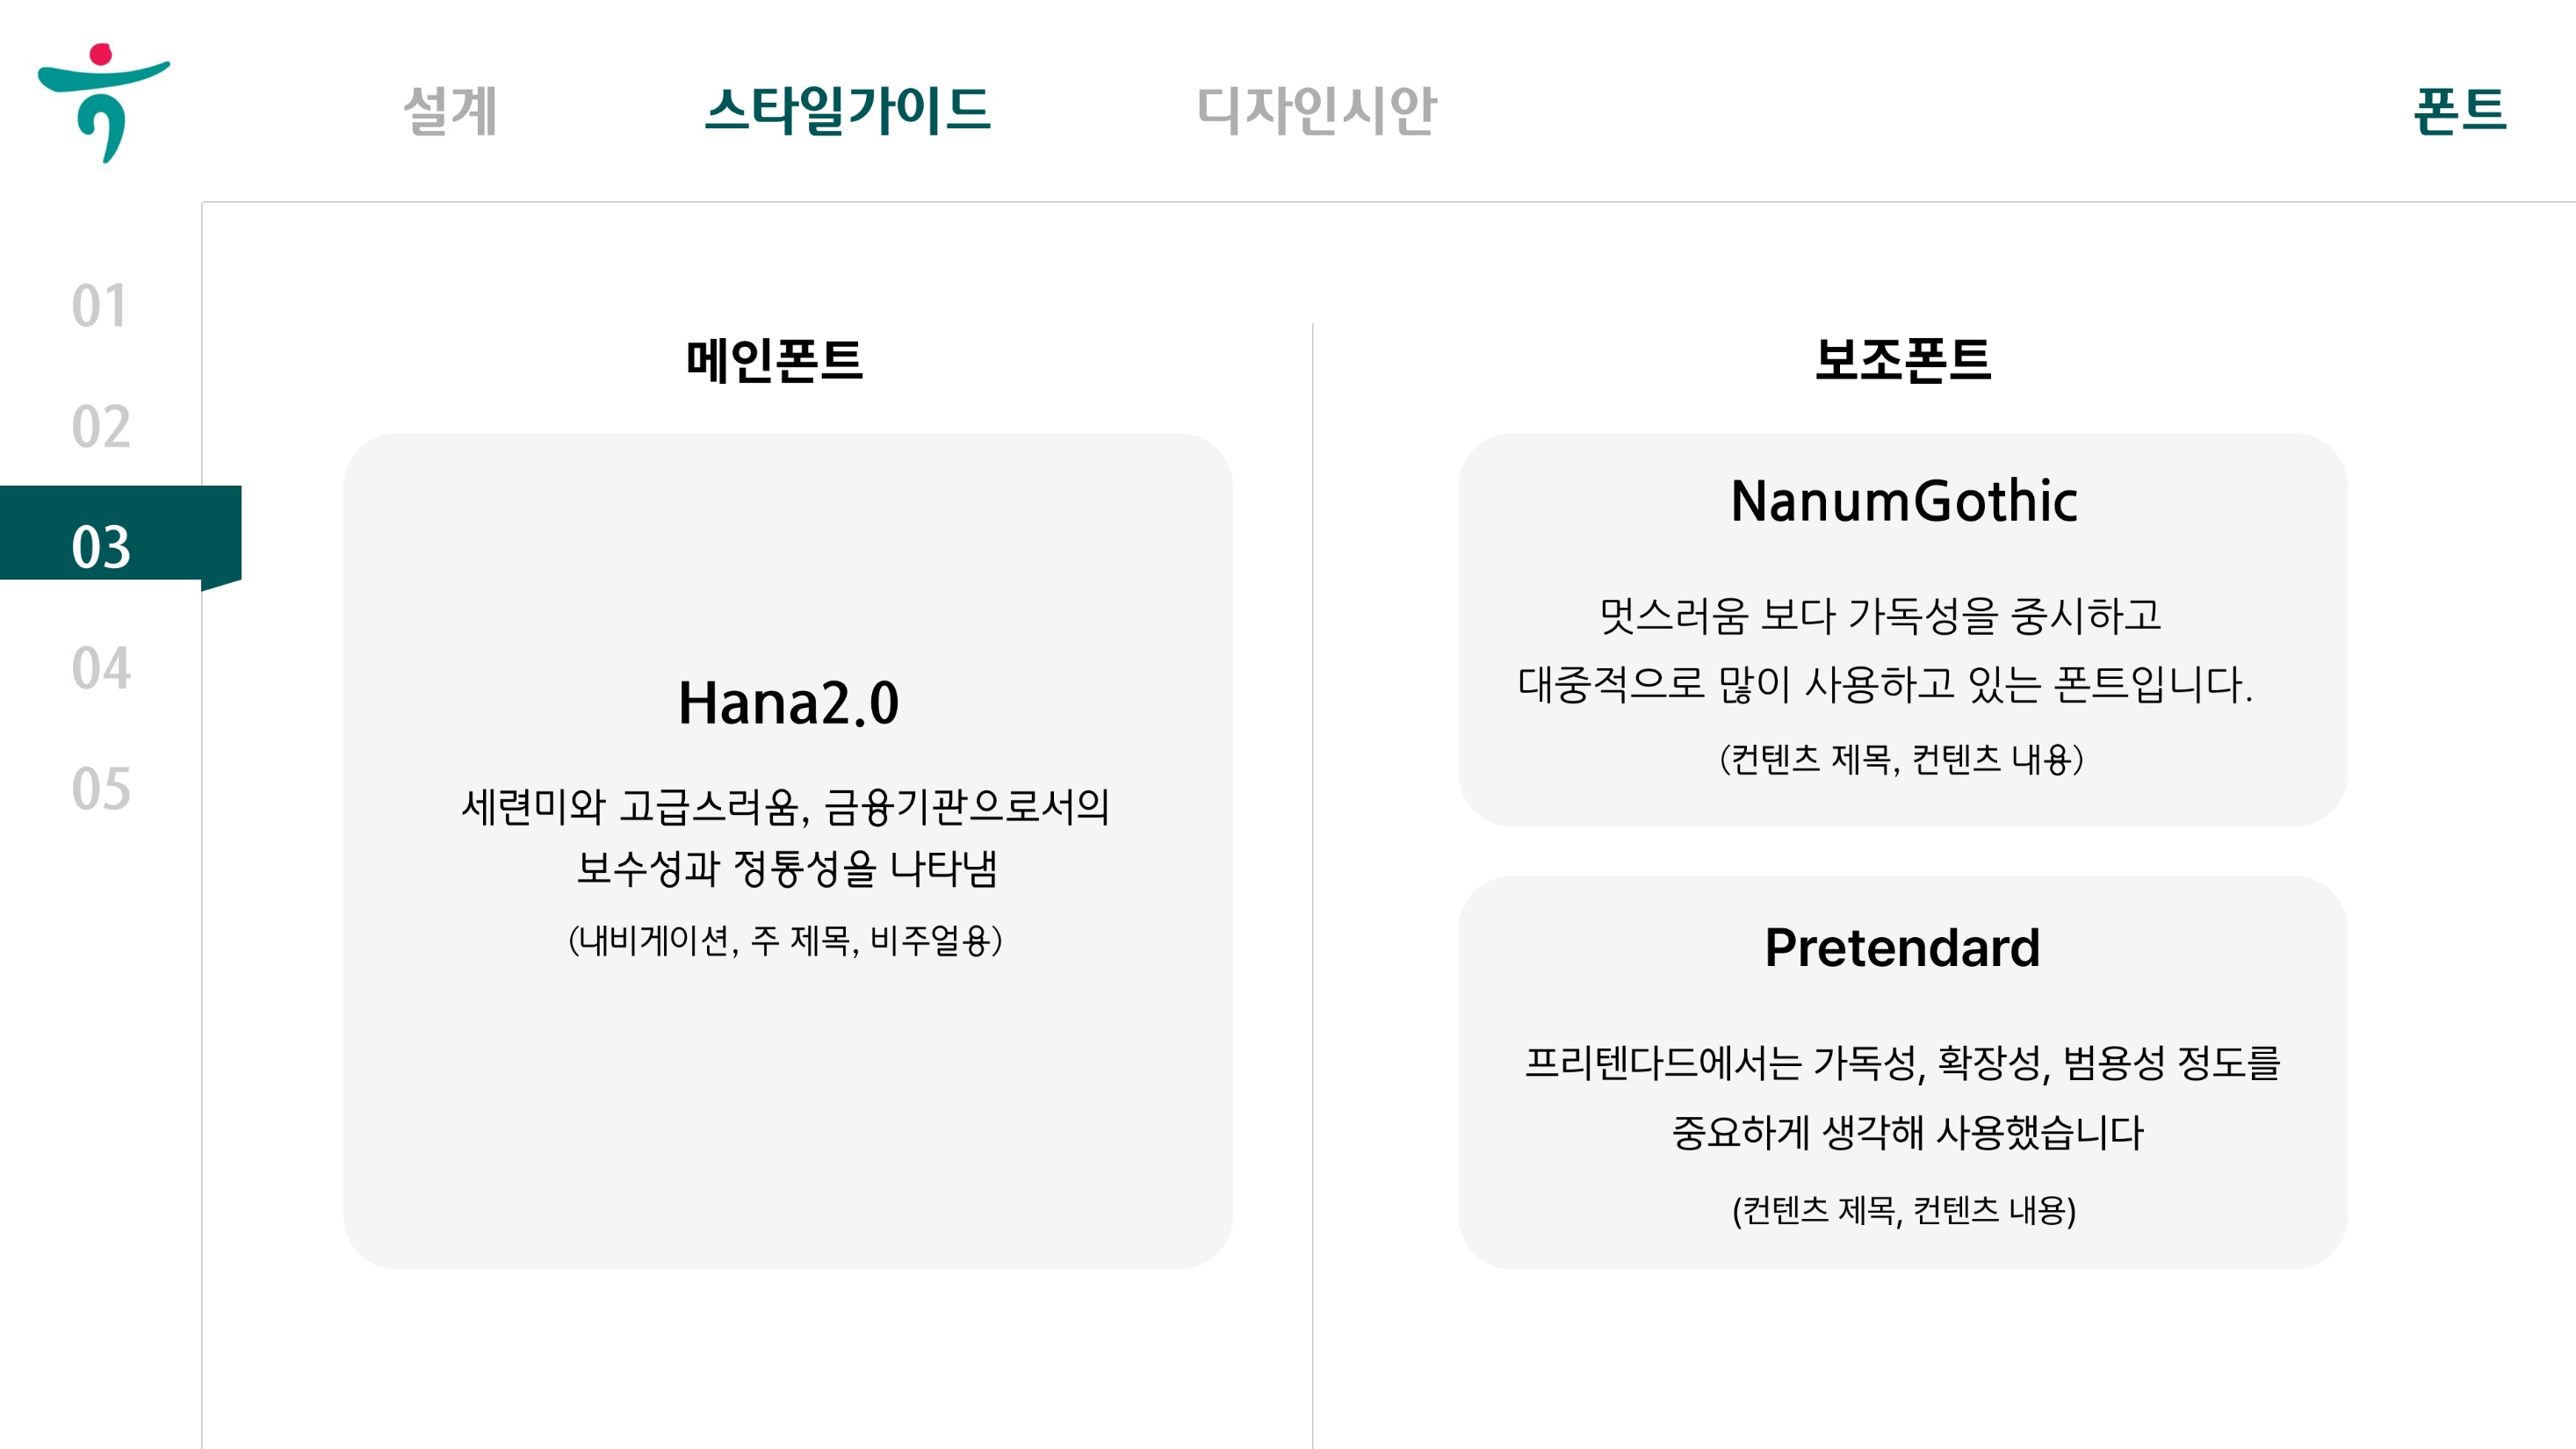 설계
스타일가이드
디자인시안
폰트
01
02
03
04
05
메인폰트
Hana2.0
세련미와 고급스러움, 금융기관으로서의
보수성과 정통성을 나타냄
(내비게이션, 주 제목, 비주얼용)
보조폰트
NanumGothic
멋스러움 보다 가독성을 중시하고
대중적으로 많이 사용하고 있는 폰트입니다.
(컨텐츠 제목, 컨텐츠 내용)
Pretendard
프리텐다드에서는 가독성, 확장성, 범용성 정도를
중요하게 생각해 사용했습니다
(컨텐츠 제목, 컨텐츠 내용)